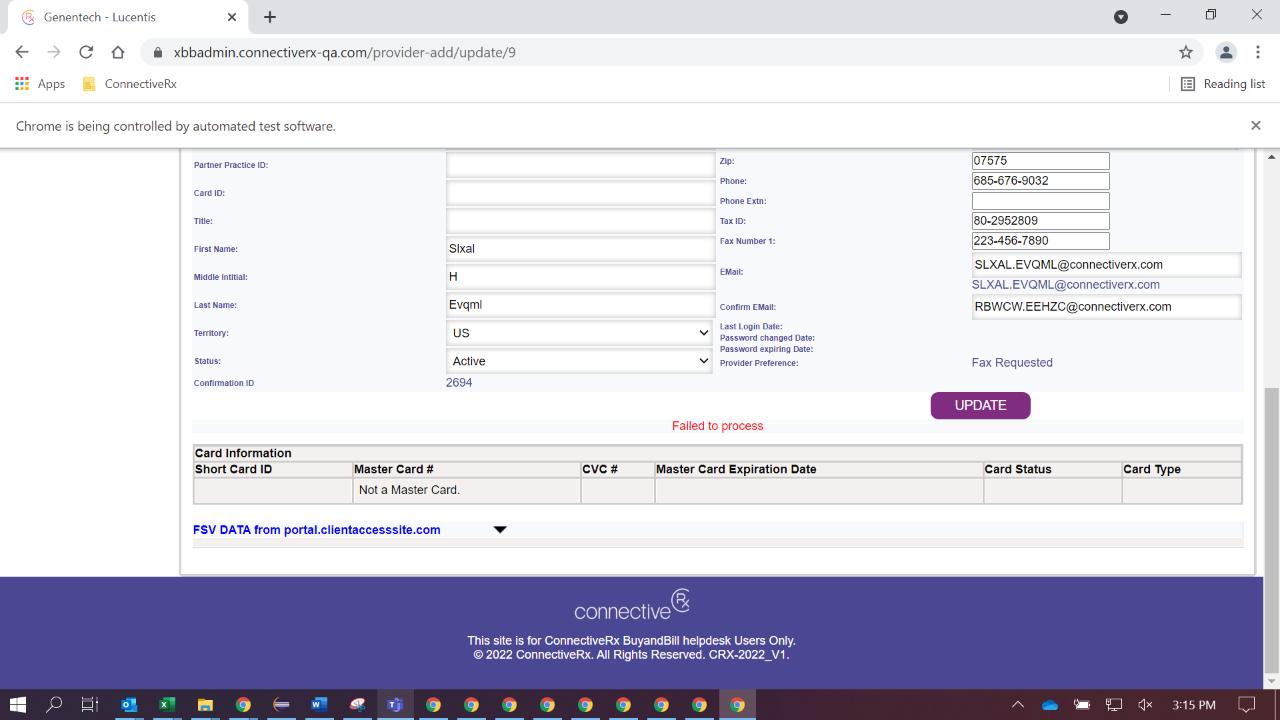 Genentech - Lucentis
xbbadmin.connectiverx-qa.com/provider-add/update/9
Apps
ConnectiveRx
Reading list
Chrome is being controlled by automated test software.
Partner Practice ID:
Card ID:
Title:
First Name: Slxal
Middle Intitial: H
Last Name: Evqml
Territory: US
Status: Active
Confirmation ID 2694
Zip: 07575
Phone: 685-676-9032
Phone Extn:
Tax ID: 80-2952809
Fax Number 1: 223-456-7890
EMail: SLXAL.EVQML@connectiverx.com
SLXAL.EVQML@connectiverx.com
Confirm EMail: RBWCW.EEHZC@connectiverx.com
Last Login Date:
Password changed Date:
Password expiring Date:
Provider Preference: Fax Requested
UPDATE
Failed to process
Card Information
Short Card ID Master Card # CVC # Master Card Expiration Date Card Status Card Type
Not a Master Card.
FSV DATA from portal.clientaccesssite.com
connectiveRx
This site is for ConnectiveRx BuyandBill helpdesk Users Only.
© 2022 ConnectiveRx. All Rights Reserved. CRX-2022_V1.
3:15 PM